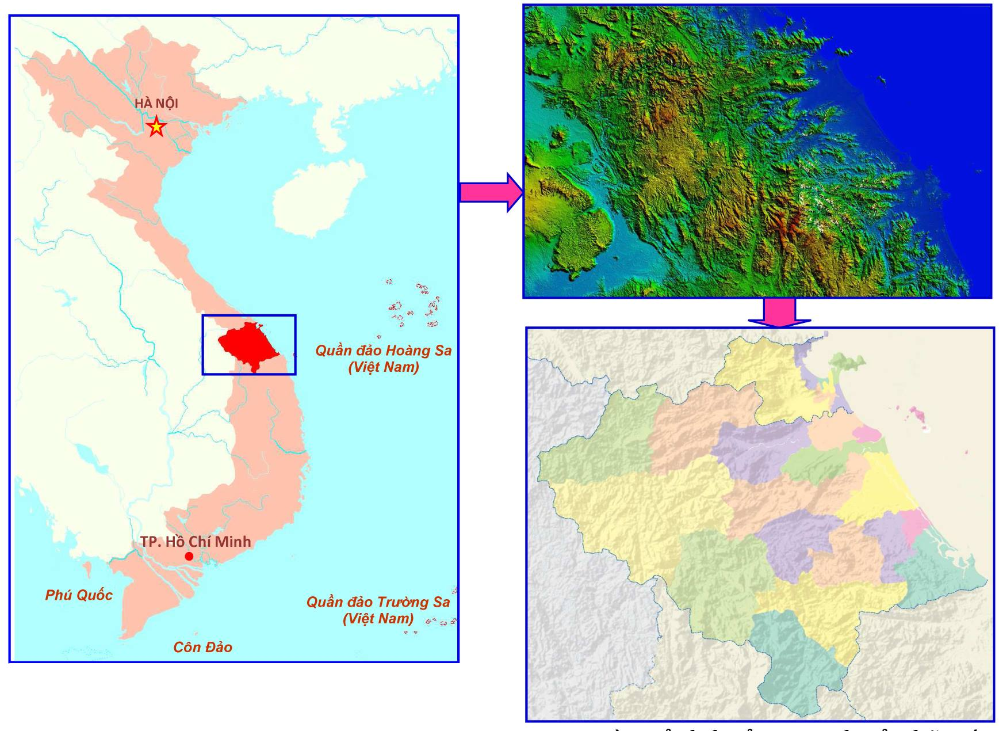 HÀ NỘI
Quần đảo Hoàng Sa
(Việt Nam)
TP. Hồ Chí Minh
Phú Quốc
Quần đảo Trường Sa
(Việt Nam)
Côn Đảo